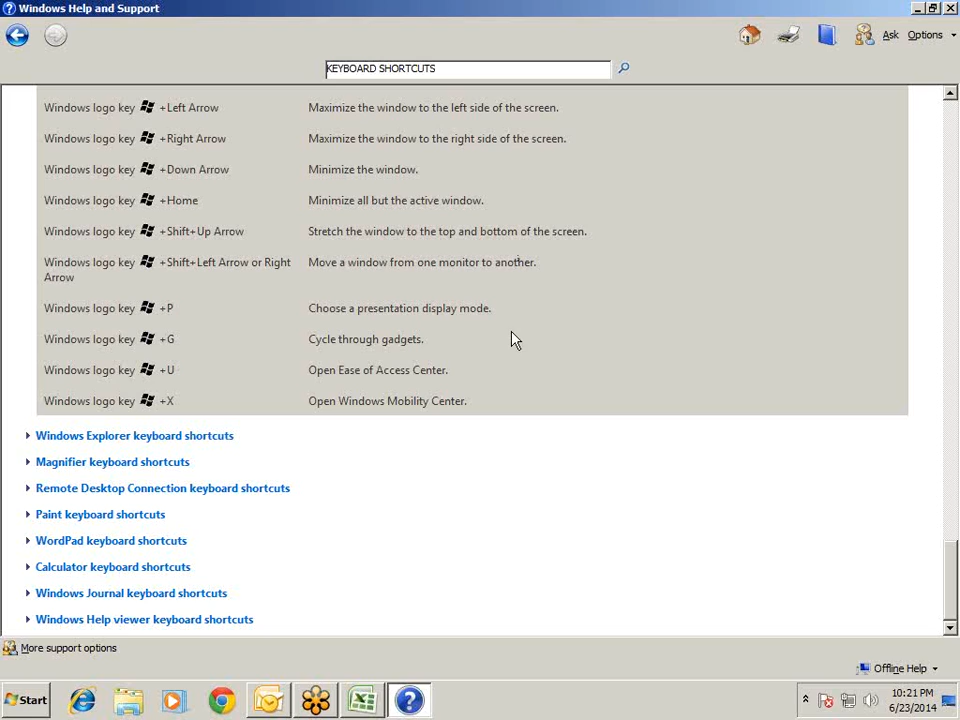 Windows Help and Support
Ask Options
KEYBOARD SHORTCUTS
Windows logo key +Left Arrow Maximize the window to the left side of the screen.
Windows logo key +Right Arrow Maximize the window to the right side of the screen.
Windows logo key +Down Arrow Minimize the window.
Windows logo key +Home Minimize all but the active window.
Windows logo key +Shift+Up Arrow Stretch the window to the top and bottom of the screen.
Windows logo key +Shift+Left Arrow or Right Move a window from one monitor to another.
Arrow
Windows logo key +P Choose a presentation display mode.
Windows logo key +G Cycle through gadgets.
Windows logo key +U Open Ease of Access Center.
Windows logo key +X Open Windows Mobility Center.
Windows Explorer keyboard shortcuts
Magnifier keyboard shortcuts
Remote Desktop Connection keyboard shortcuts
Paint keyboard shortcuts
WordPad keyboard shortcuts
Calculator keyboard shortcuts
Windows Journal keyboard shortcuts
Windows Help viewer keyboard shortcuts
More support options
Offline Help
Start 10:21 PM
6/23/2014